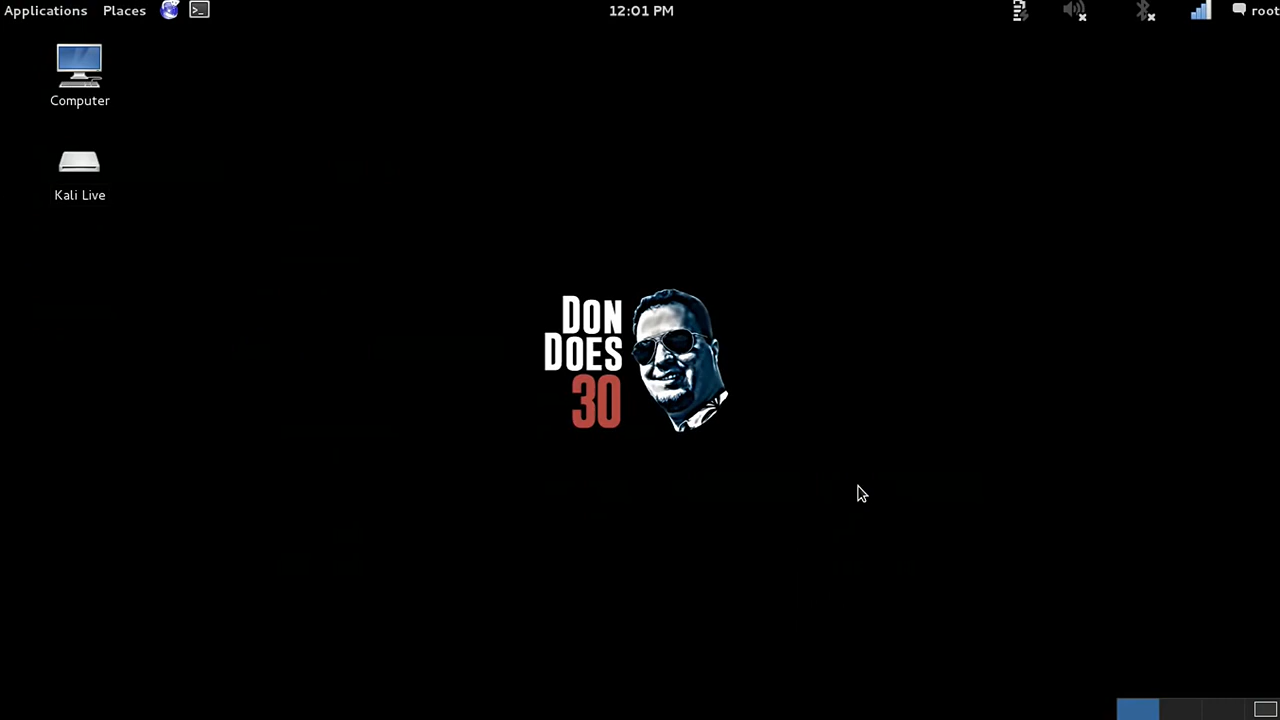 Applications Places 12:01 PM root
Computer
Kali Live
DON
DOES
30